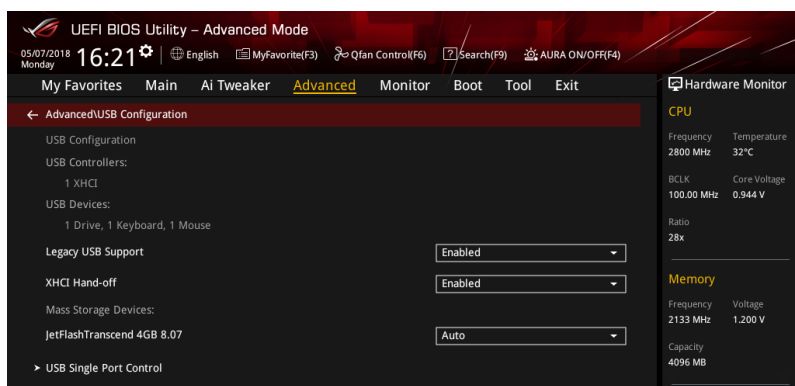 UEFI BIOS Utility – Advanced Mode
05/07/2018 Monday 16:21 English MyFavorite(F3) Qfan Control(F6) ? Search(F9) AURA ON/OFF(F4)
My Favorites Main Ai Tweaker Advanced Monitor Boot Tool Exit
Hardware Monitor
← Advanced\USB Configuration
USB Configuration
USB Controllers:
1 XHCI
USB Devices:
1 Drive, 1 Keyboard, 1 Mouse
Legacy USB Support Enabled
XHCI Hand-off Enabled
Mass Storage Devices:
JetFlashTranscend 4GB 8.07 Auto
> USB Single Port Control
CPU
Frequency Temperature
2800 MHz 32°C
BCLK Core Voltage
100.00 MHz 0.944 V
Ratio
28x
Memory
Frequency Voltage
2133 MHz 1.200 V
Capacity
4096 MB